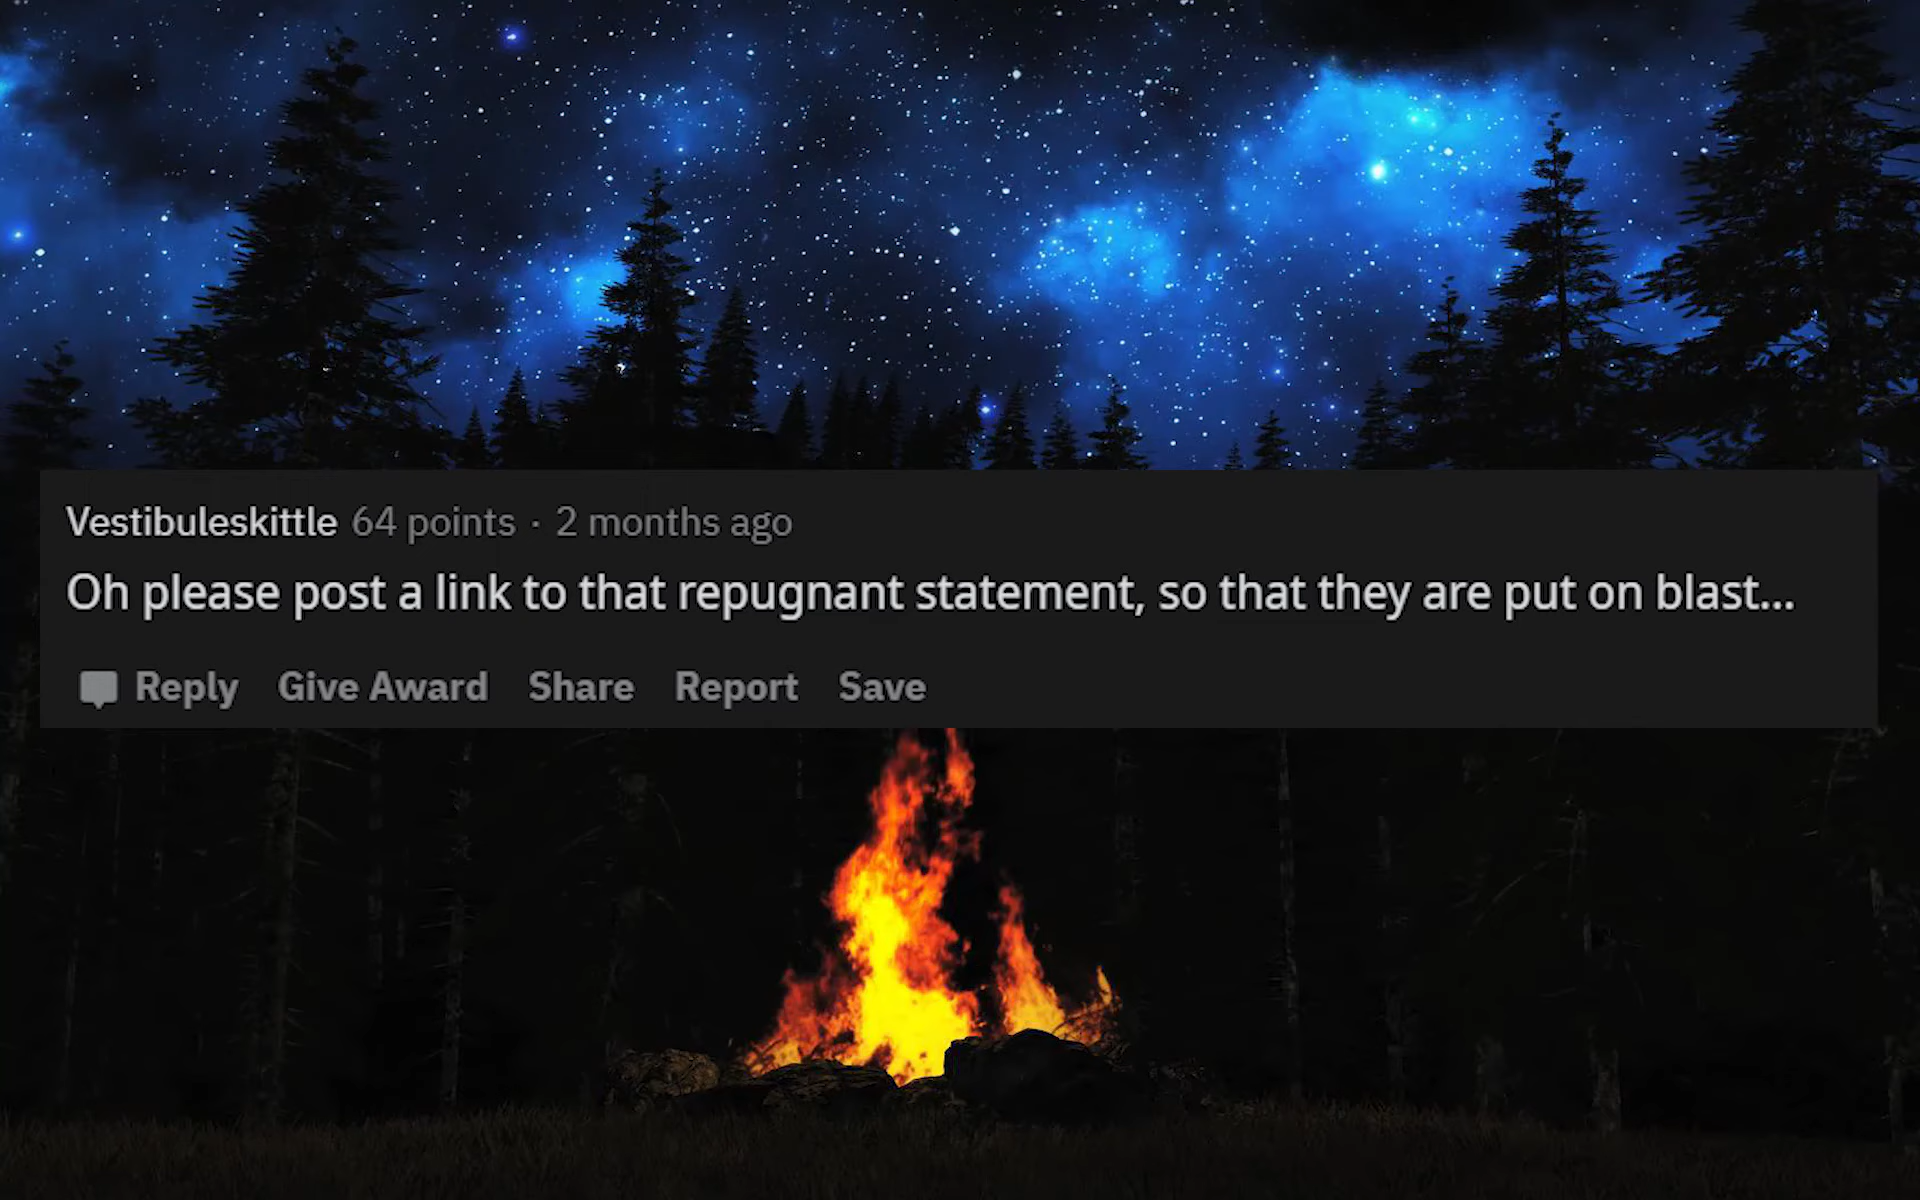 Vestibuleskittle 64 points · 2 months ago
Oh please post a link to that repugnant statement, so that they are put on blast...
Reply Give Award Share Report Save